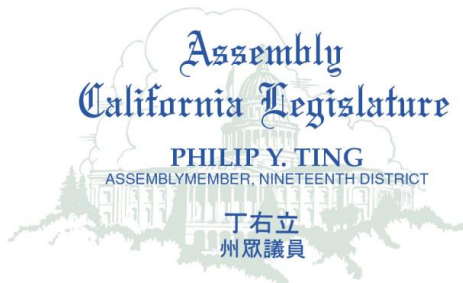 Assembly
California Legislature
PHILIP Y. TING
ASSEMBLYMEMBER, NINETEENTH DISTRICT
丁右立
州眾議員